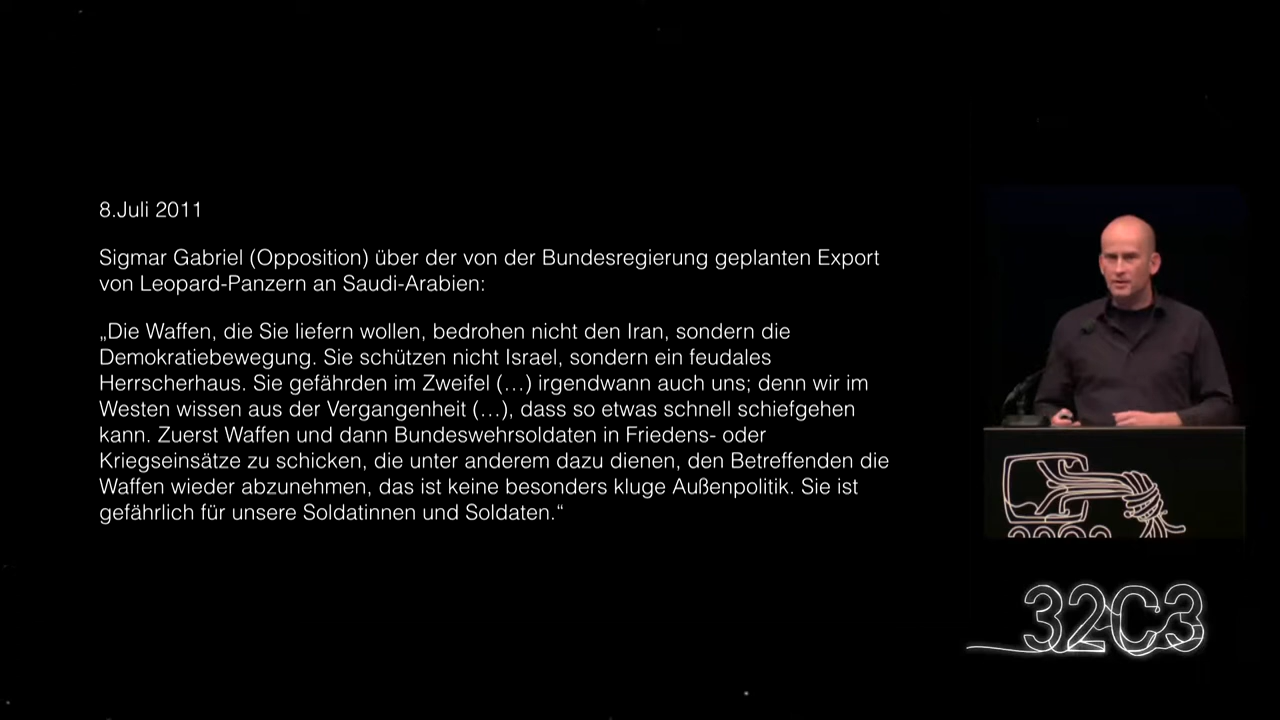 8.Juli 2011
Sigmar Gabriel (Opposition) über der von der Bundesregierung geplanten Export
von Leopard-Panzern an Saudi-Arabien:
„Die Waffen, die Sie liefern wollen, bedrohen nicht den Iran, sondern die
Demokratiebewegung. Sie schützen nicht Israel, sondern ein feudales
Herrscherhaus. Sie gefährden im Zweifel (…) irgendwann auch uns; denn wir im
Westen wissen aus der Vergangenheit (…), dass so etwas schnell schiefgehen
kann. Zuerst Waffen und dann Bundeswehrsoldaten in Friedens- oder
Kriegseinsätze zu schicken, die unter anderem dazu dienen, den Betreffenden die
Waffen wieder abzunehmen, das ist keine besonders kluge Außenpolitik. Sie ist
gefährlich für unsere Soldatinnen und Soldaten.“
32C3